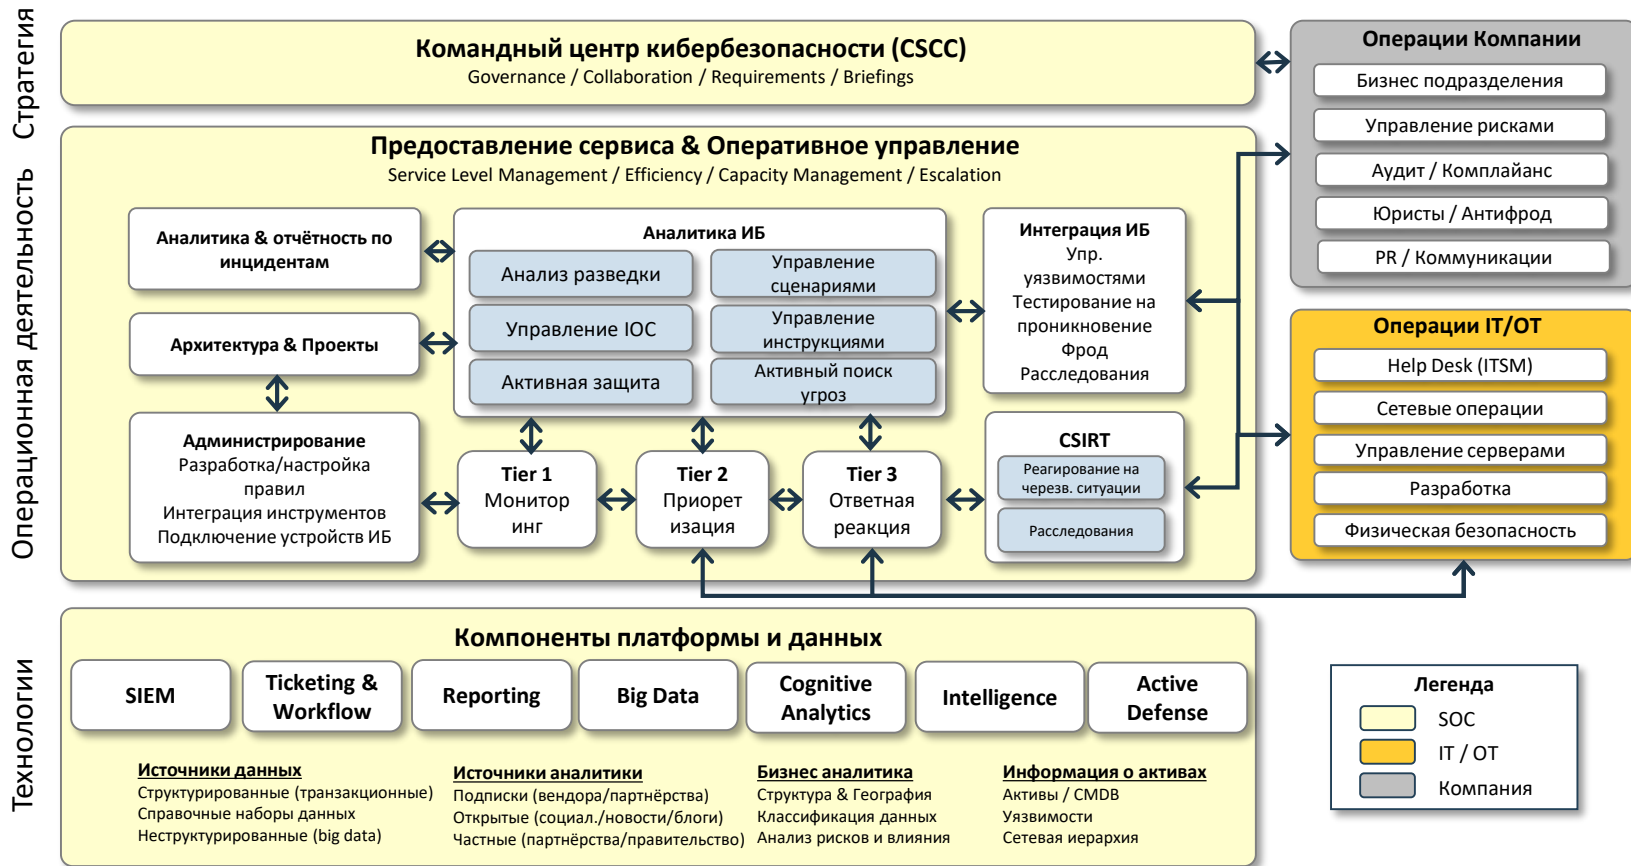 Стратегия
Командный центр кибербезопасности (CSCC)
Governance / Collaboration / Requirements / Briefings
Операции Компании
Бизнес подразделения
Управление рисками
Аудит / Комплайанс
Юристы / Антифрод
PR / Коммуникации
Операционная деятельность
Предоставление сервиса & Оперативное управление
Service Level Management / Efficiency / Capacity Management / Escalation
Аналитика & отчётность по
инцидентам
Архитектура & Проекты
Администрирование
Разработка/настройка
правил
Интеграция инструментов
Подключение устройств ИБ
Аналитика ИБ
Анализ разведки
Управление IOC
Активная защита
Управление
сценариями
Управление
инструкциями
Активный поиск
угроз
Интеграция ИБ
Упр.
уязвимостями
Тестирование на
проникновение
Фрод
Расследования
Tier 1
Монитор
инг
Tier 2
Приорет
изация
Tier 3
Ответная
реакция
CSIRT
Реагирование на
черезв. ситуации
Расследования
Операции IT/OT
Help Desk (ITSM)
Сетевые операции
Управление серверами
Разработка
Физическая безопасность
Технологии
Компоненты платформы и данных
SIEM
Ticketing &
Workflow
Reporting
Big Data
Cognitive
Analytics
Intelligence
Active
Defense
Источники данных
Структурированные (транзакционные)
Справочные наборы данных
Неструктурированные (big data)
Источники аналитики
Подписки (вендора/партнёрства)
Открытые (социал./новости/блоги)
Частные (партнёрства/правительство)
Бизнес аналитика
Структура & География
Классификация данных
Анализ рисков и влияния
Информация о активах
Активы / CMDB
Уязвимости
Сетевая иерархия
Легенда
SOC
IT / OT
Компания